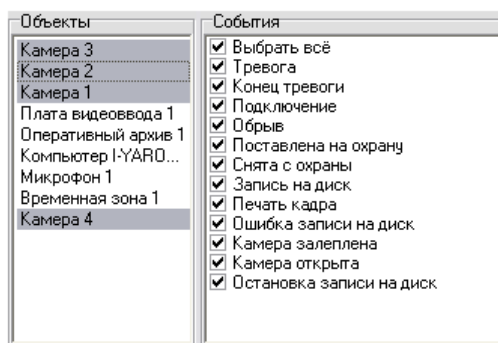 Объекты
Камера 3
Камера 2
Камера 1
Плата видеоввода 1
Оперативный архив 1
Компьютер I-YARO...
Микрофон 1
Временная зона 1
Камера 4
События
Выбрать всё
Тревога
Конец тревоги
Подключение
Обрыв
Поставлена на охрану
Снята с охраны
Запись на диск
Печать кадра
Ошибка записи на диск
Камера залеплена
Камера открыта
Остановка записи на диск